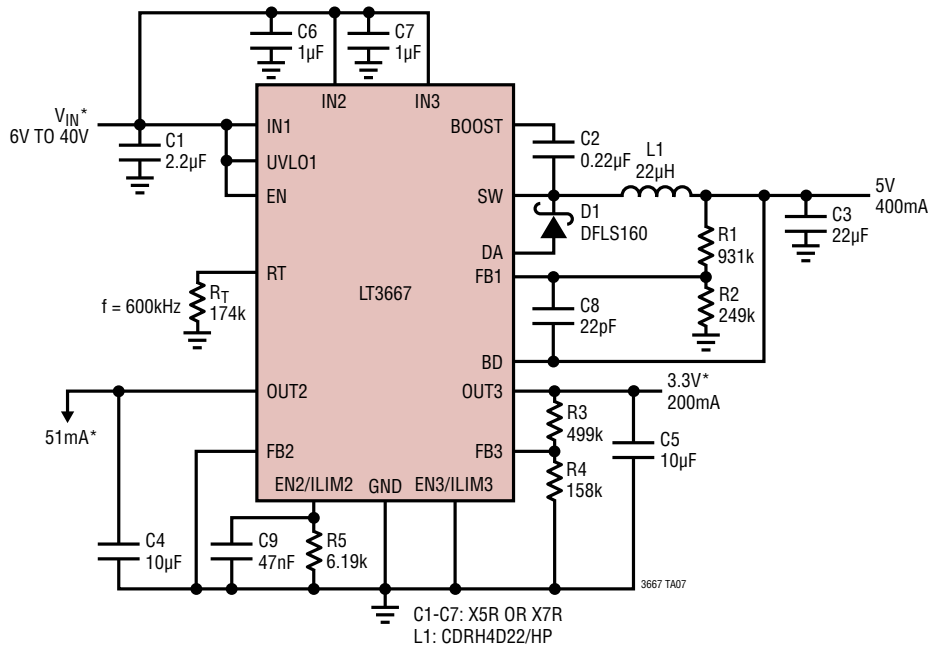 C6
1µF
C7
1µF
IN2
IN3
VIN*
6V TO 40V
IN1
BOOST
C1
2.2µF
C2
0.22µF
L1
22µH
UVLO1
EN
SW
5V
400mA
D1
DFLS160
C3
22µF
R1
931k
DA
RT
FB1
LT3667
f = 600kHz
RT
174k
C8
22pF
R2
249k
BD
OUT2
OUT3
3.3V*
200mA
51mA*
R3
499k
C5
10µF
FB2
FB3
R4
158k
EN2/ILIM2
GND
EN3/ILIM3
C4
10µF
C9
47nF
R5
6.19k
3667 TA07
C1-C7: X5R OR X7R
L1: CDRH4D22/HP